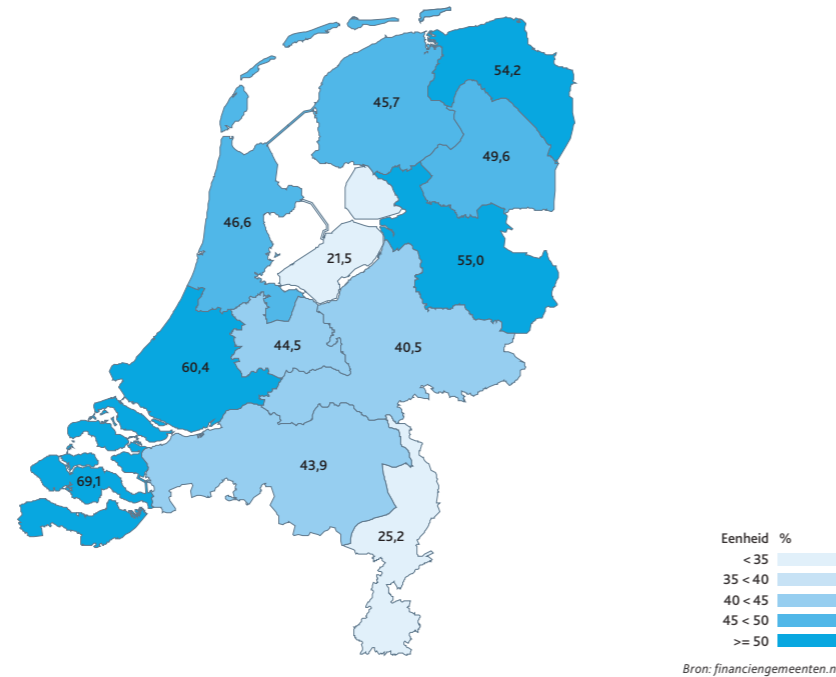 54,2
45,7
49,6
46,6
21,5
55,0
44,5
40,5
60,4
43,9
69,1
25,2
Eenheid %
< 35
35 < 40
40 < 45
45 < 50
>= 50
Bron: financiengemeenten.n